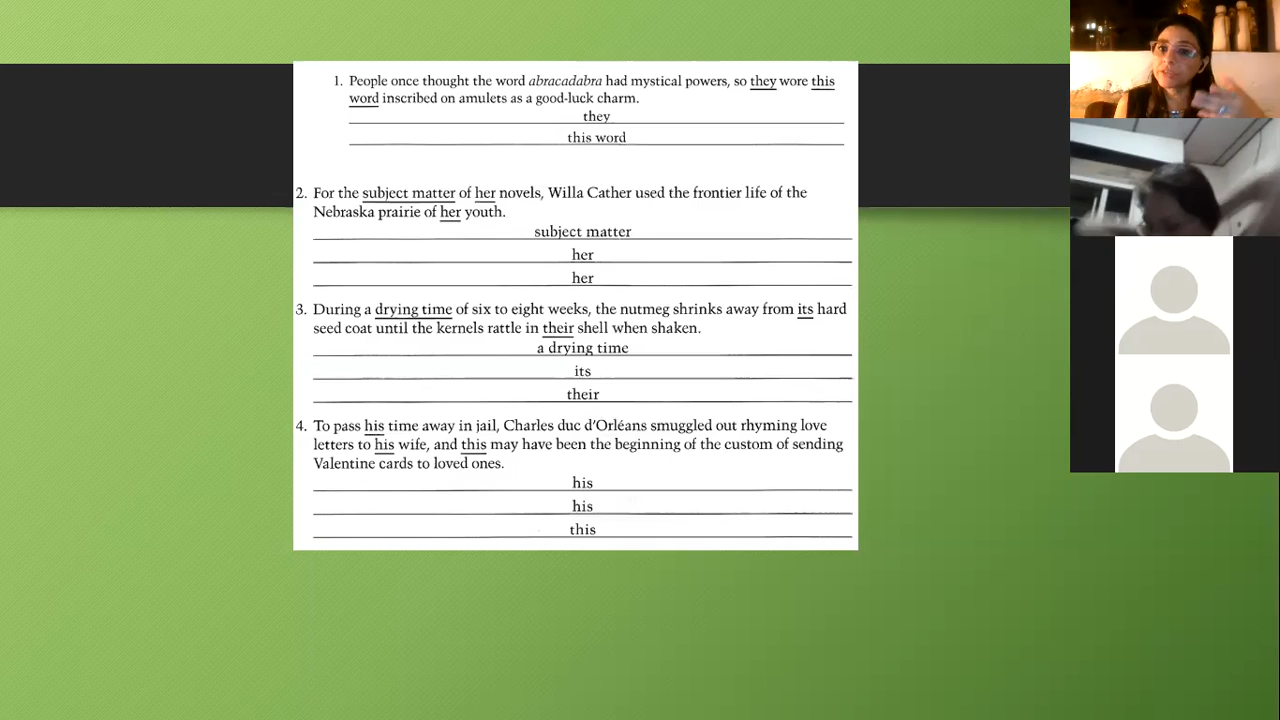 1. People once thought the word abracadabra had mystical powers, so they wore this
word inscribed on amulets as a good-luck charm.
they
this word
2. For the subject matter of her novels, Willa Cather used the frontier life of the
Nebraska prairie of her youth.
subject matter
her
her
3. During a drying time of six to eight weeks, the nutmeg shrinks away from its hard
seed coat until the kernels rattle in their shell when shaken.
a drying time
its
their
4. To pass his time away in jail, Charles duc d'Orléans smuggled out rhyming love
letters to his wife, and this may have been the beginning of the custom of sending
Valentine cards to loved ones.
his
his
this